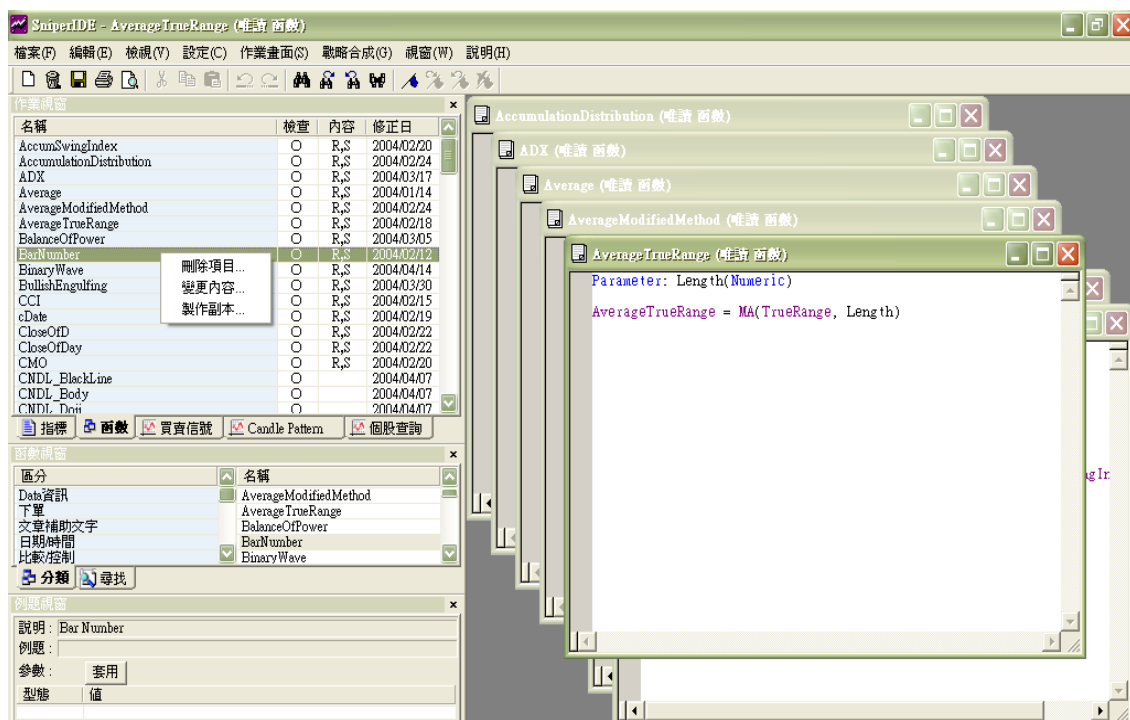 SniperIDE - AverageTrueRange (唯讀 函數)
檔案(F) 編輯(E) 檢視(V) 設定(C) 作業畫面(S) 戰略合成(G) 視窗(W) 說明(H)
作業視窗
名稱 檢查 內容 修正日
AccumSwingIndex O R,S 2004/02/20
AccumulationDistribution O R,S 2004/02/24
ADX O R,S 2004/03/17
Average O R,S 2004/01/14
AverageModifiedMethod O R,S 2004/02/24
AverageTrueRange O R,S 2004/02/18
BalanceOfPower O R,S 2004/03/05
BarNumber O R,S 2004/02/12
BinaryWave O R,S 2004/04/14
BullishEngulfing O R,S 2004/03/30
CCI O R,S 2004/02/15
cDate O R,S 2004/02/19
CloseOfD O R,S 2004/02/22
CloseOfDay O R,S 2004/02/22
CMO O R,S 2004/02/20
CNDL_BlackLine O 2004/04/07
CNDL_Body O 2004/04/07
CNDL_Doji O 2004/04/07
刪除項目...
變更內容...
製作副本...
指標 函數 買賣信號 Candle Pattern 個股查詢
函數視窗
區分 名稱
Data資訊 AverageModifiedMethod
下單 AverageTrueRange
文章補助文字 BalanceOfPower
日期/時間 BarNumber
比較/控制 BinaryWave
分類 尋找
例題視窗
說明 : Bar Number
例題 :
參數 : 套用
型態 值
AccumulationDistribution (唯讀 函數)
ADX (唯讀 函數)
Average (唯讀 函數)
AverageModifiedMethod (唯讀 函數)
AverageTrueRange (唯讀 函數)
Parameter: Length(Numeric)
AverageTrueRange = MA(TrueRange, Length)